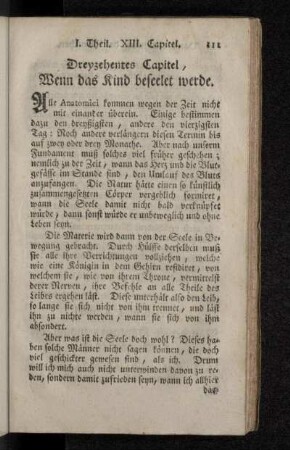 I. Theil. XIII. Capitel. 111
Dreyzehentes Capitel,
Wenn das Kind beseelet werde.
Alle Anatomici kommen wegen der Zeit nicht
mit einander überein. Einige bestimmen
dazu den dreyßigsten, andere den vierzigsten
Tag: Noch andere verlängern diesen Termin bis
auf zwey oder drey Monathe. Aber nach unserm
Fundament muß solches viel früher geschehen;
nemlich zu der Zeit, wann das Herz und die Blut-
gefässe im Stande sind, den Umlauf des Bluts
anzufangen. Die Natur hätte einen so künstlich
zusammengesetzten Cörper vergeblich formiret,
wann die Seele damit nicht bald verknüpfet
würde, dann sonst würde er unbeweglich und ohne
Leben seyn.
Die Materie wird dann von der Seele in Be-
wegung gebracht. Durch Hülffe derselben muß
sie alle ihre Verrichtungen vollziehen, welche
wie eine Königin in dem Gehirn residiret, von
welchem sie, wie von ihrem Throne, vermittelst
derer Nerven, ihre Befehle an alle Theile des
Leibes ergehen läst. Diese unterhält also den Leib,
so lange sie sich nicht von ihm trennet, und läst
ihn zu nichte werden, wann sie sich von ihm
absondert.
Aber was ist die Seele doch wohl? Dieses ha-
ben solche Männer nicht sagen können, die doch
viel geschickter gewesen sind, als ich. Drum
will ich mich auch nicht unterwinden davon zu re-
den, sondern damit zufrieden seyn, wann ich allhier
das